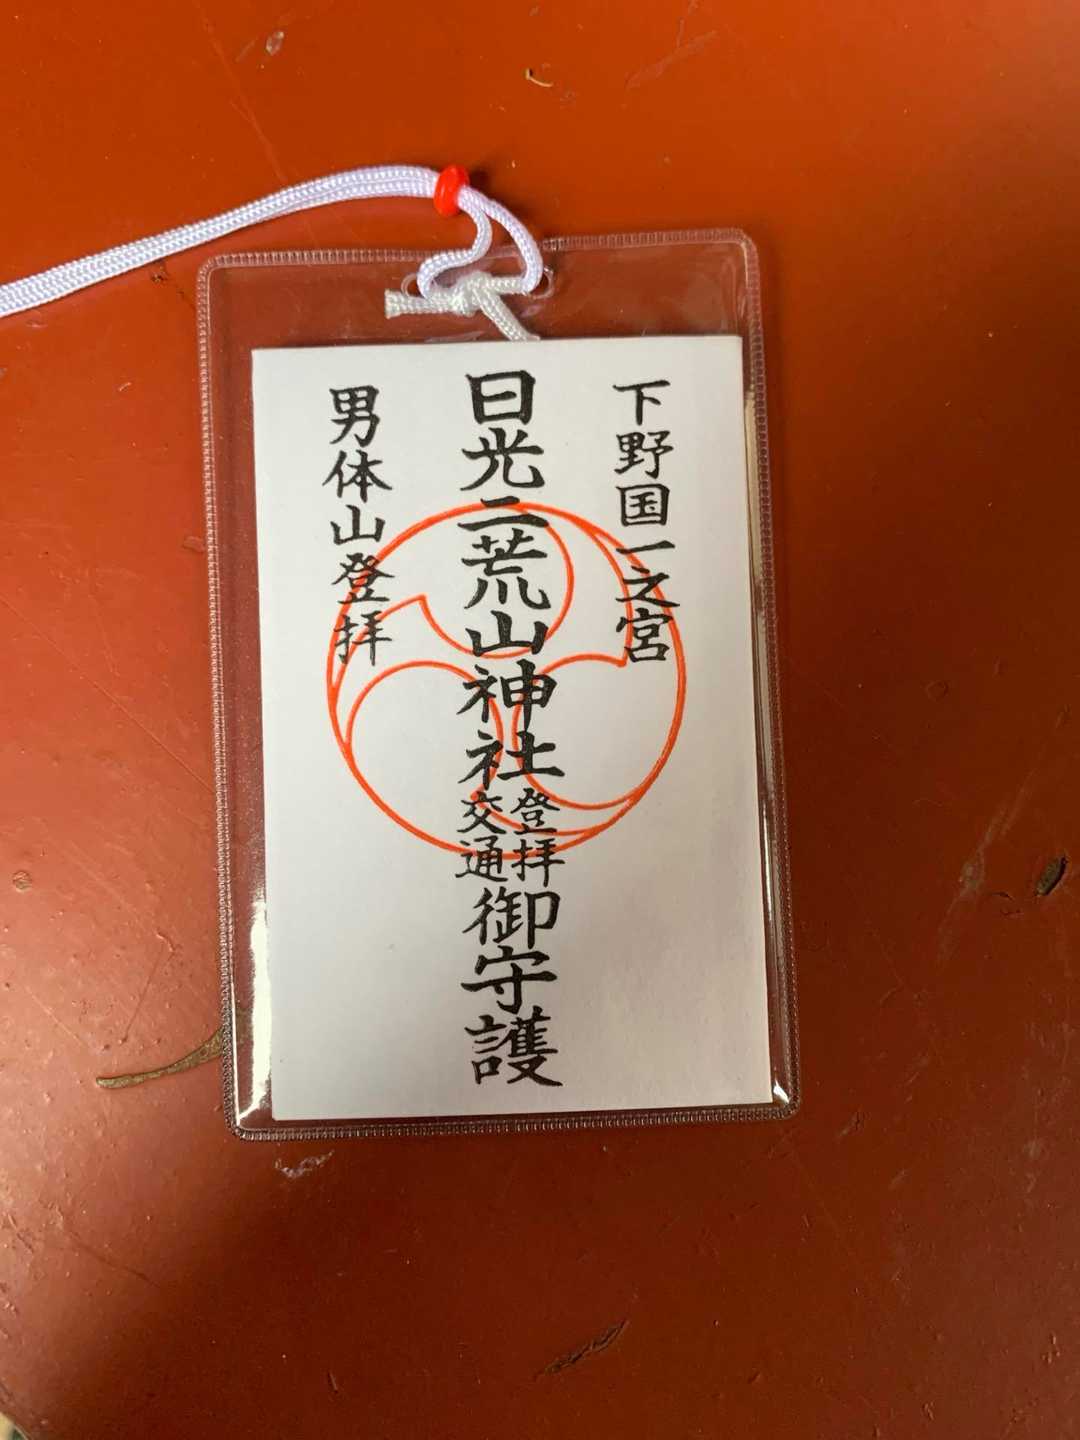 下野国一之宮
日光二荒山神社
登拝
交通
御守護
男体山登拝